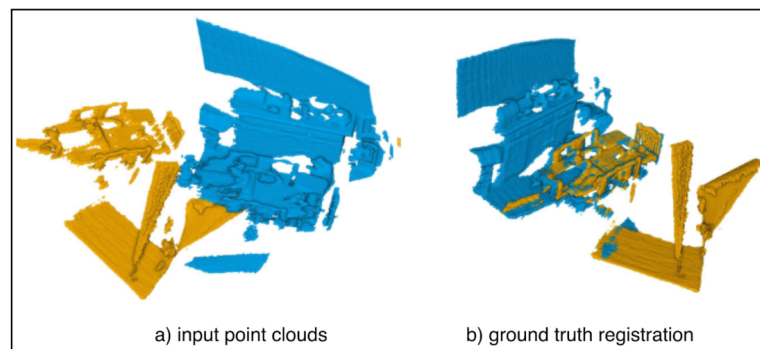 a) input point clouds
b) ground truth registration